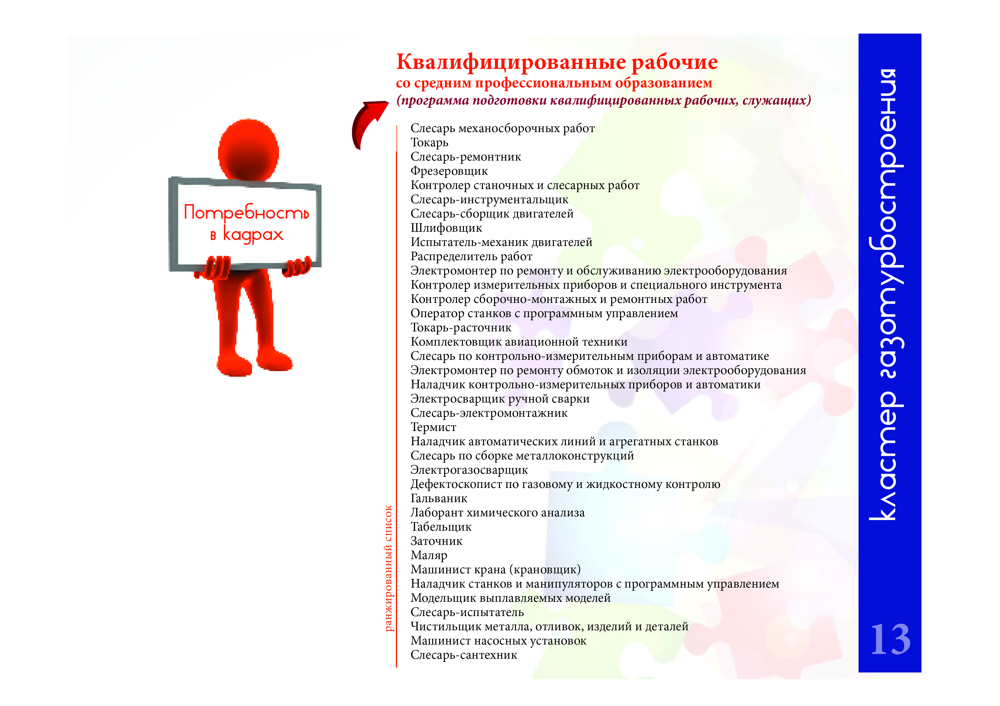 Квалифицированные рабочие
со средним профессиональным образованием
(программа подготовки квалифицированных рабочих, служащих)
Потребность
в кадрах
Слесарь механосборочных работ
Токарь
Слесарь-ремонтник
Фрезеровщик
Контролер станочных и слесарных работ
Слесарь-инструментальщик
Слесарь-сборщик двигателей
Шлифовщик
Испытатель-механик двигателей
Распределитель работ
Электромонтер по ремонту и обслуживанию электрооборудования
Контролер измерительных приборов и специального инструмента
Контролер сборочно-монтажных и ремонтных работ
Оператор станков с программным управлением
Токарь-расточник
Комплектовщик авиационной техники
Слесарь по контрольно-измерительным приборам и автоматике
Электромонтер по ремонту обмоток и изоляции электрооборудования
Наладчик контрольно-измерительных приборов и автоматики
Электросварщик ручной сварки
Слесарь-электромонтажник
Термист
Наладчик автоматических линий и агрегатных станков
Слесарь по сборке металлоконструкций
Электрогазосварщик
Дефектоскопист по газовому и жидкостному контролю
Гальваник
Лаборант химического анализа
Табельщик
Заточник
Маляр
Машинист крана (крановщик)
Наладчик станков и манипуляторов с программным управлением
Модельщик выплавляемых моделей
Слесарь-испытатель
Чистильщик металла, отливок, изделий и деталей
Машинист насосных установок
Слесарь-сантехник
ранжированный список
кластер газотурбостроения
13